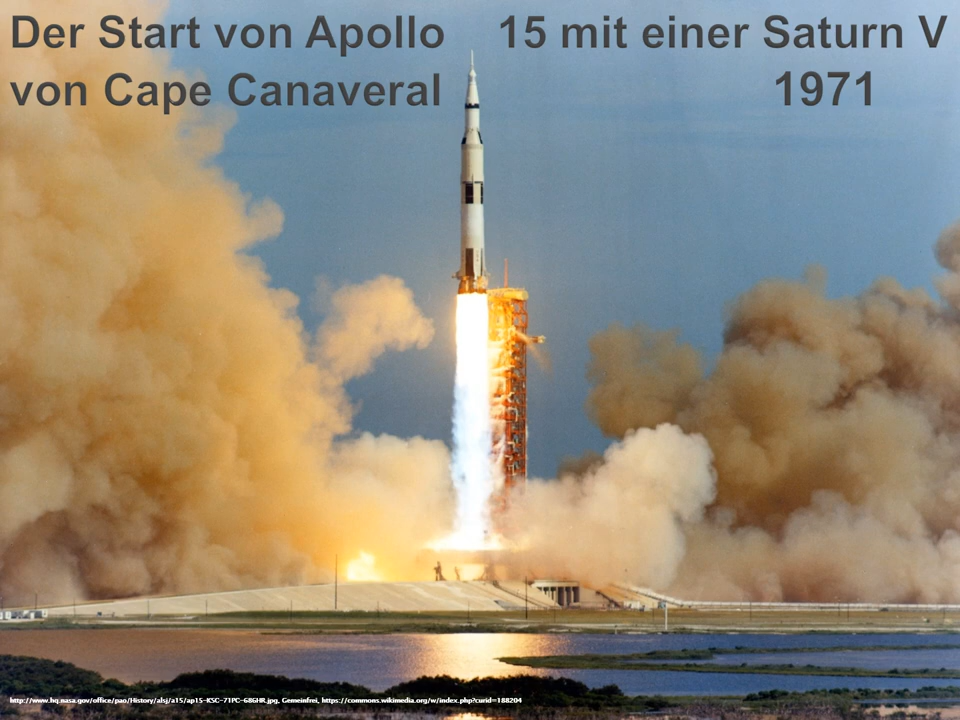 Der Start von Apollo 15 mit einer Saturn V
von Cape Canaveral 1971
http://www.hq.nasa.gov/office/pao/History/alsj/a15/ap15-KSC-71PC-686HR.jpg, Gemeinfrei, https://commons.wikimedia.org/w/index.php?curid=188204